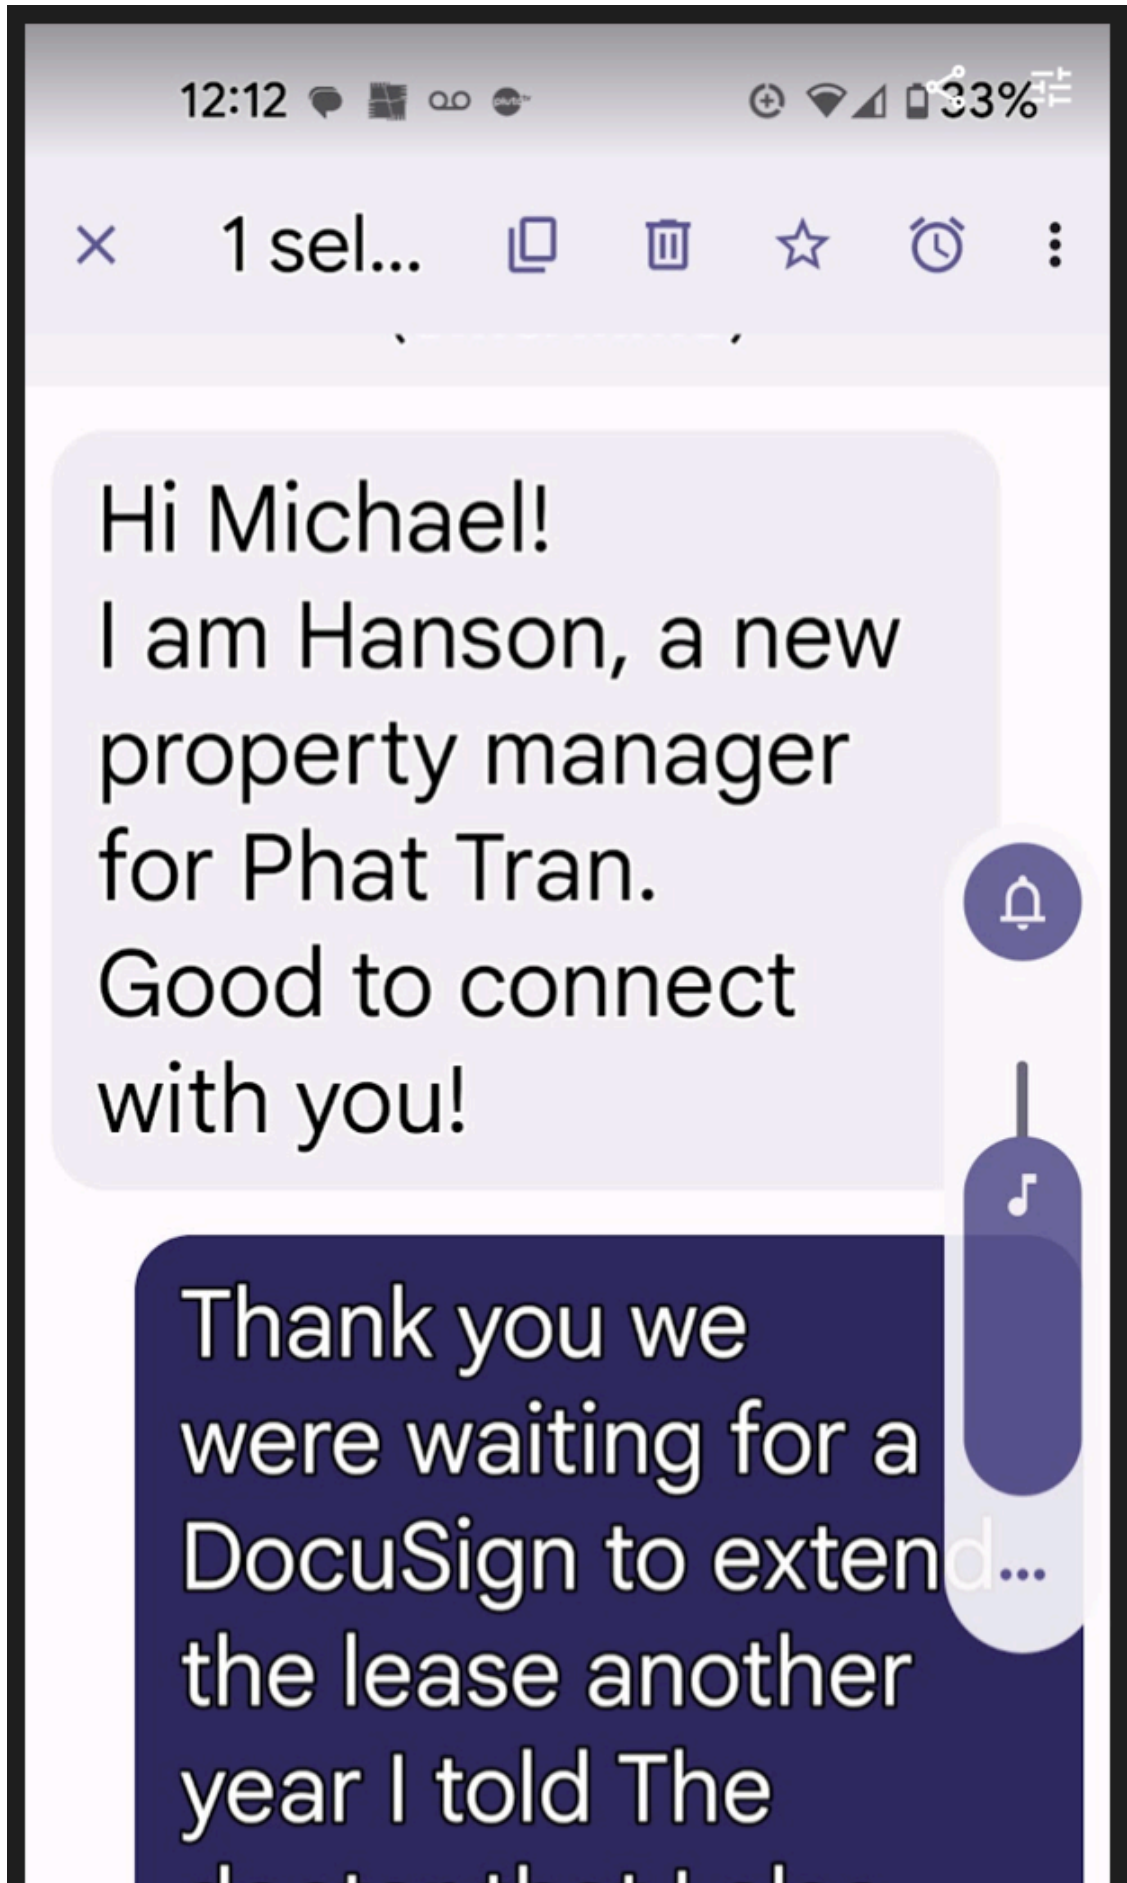 12:12 33%
1 sel...
Hi Michael!
I am Hanson, a new
property manager
for Phat Tran.
Good to connect
with you!
Thank you we
were waiting for a
DocuSign to extend
the lease another
year I told The